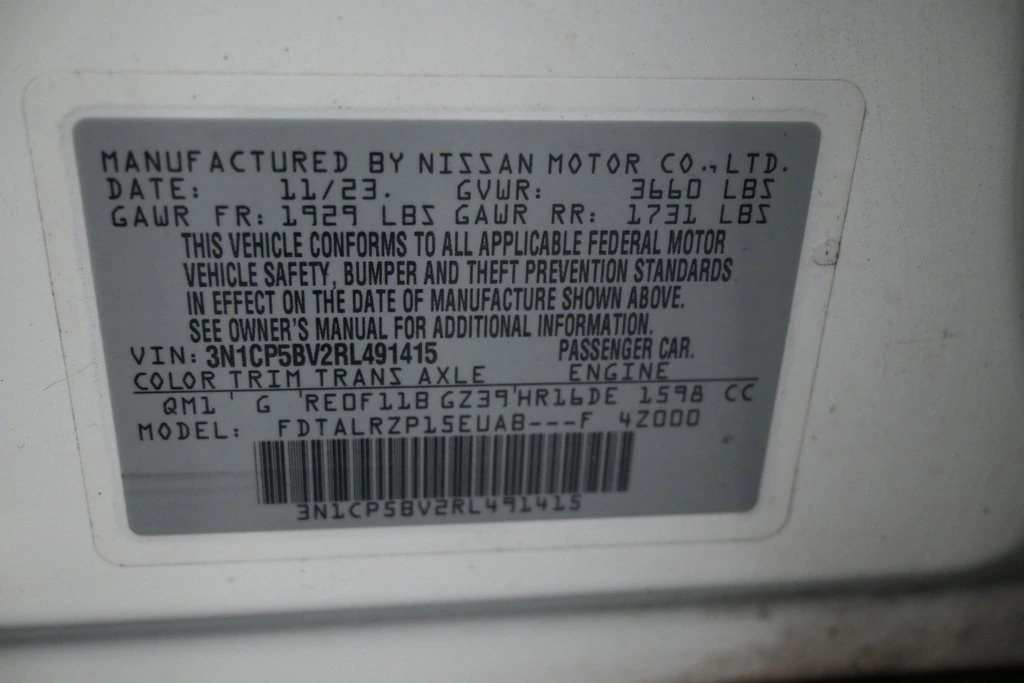 MANUFACTURED BY NISSAN MOTOR CO., LTD.
DATE: 11/23. GVWR: 3660 LBS
GAWR FR: 1929 LBS GAWR RR: 1731 LBS
THIS VEHICLE CONFORMS TO ALL APPLICABLE FEDERAL MOTOR
VEHICLE SAFETY, BUMPER AND THEFT PREVENTION STANDARDS
IN EFFECT ON THE DATE OF MANUFACTURE SHOWN ABOVE.
SEE OWNER'S MANUAL FOR ADDITIONAL INFORMATION.
VIN: 3N1CP5BV2RL491415 PASSENGER CAR.
COLOR TRIM TRANS AXLE ENGINE
QM1 ' G 'RE0F11B GZ39'HR16DE 1598 CC
MODEL: FDTALRZP15EUAB---F 4Z000
3N1CP5BV2RL491415